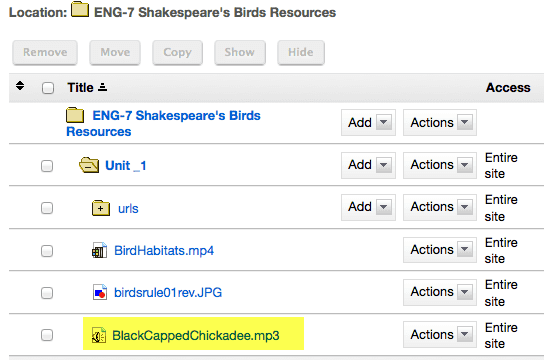 Location: ENG-7 Shakespeare's Birds Resources
Remove Move Copy Show Hide
Title Access
ENG-7 Shakespeare's Birds
Resources
Add Actions
Unit _1
Add Actions
Entire
site
urls
Add Actions
Entire
site
BirdHabitats.mp4
Actions
Entire
site
birdsrule01rev.JPG
Actions
Entire
site
BlackCappedChickadee.mp3
Actions
Entire
site